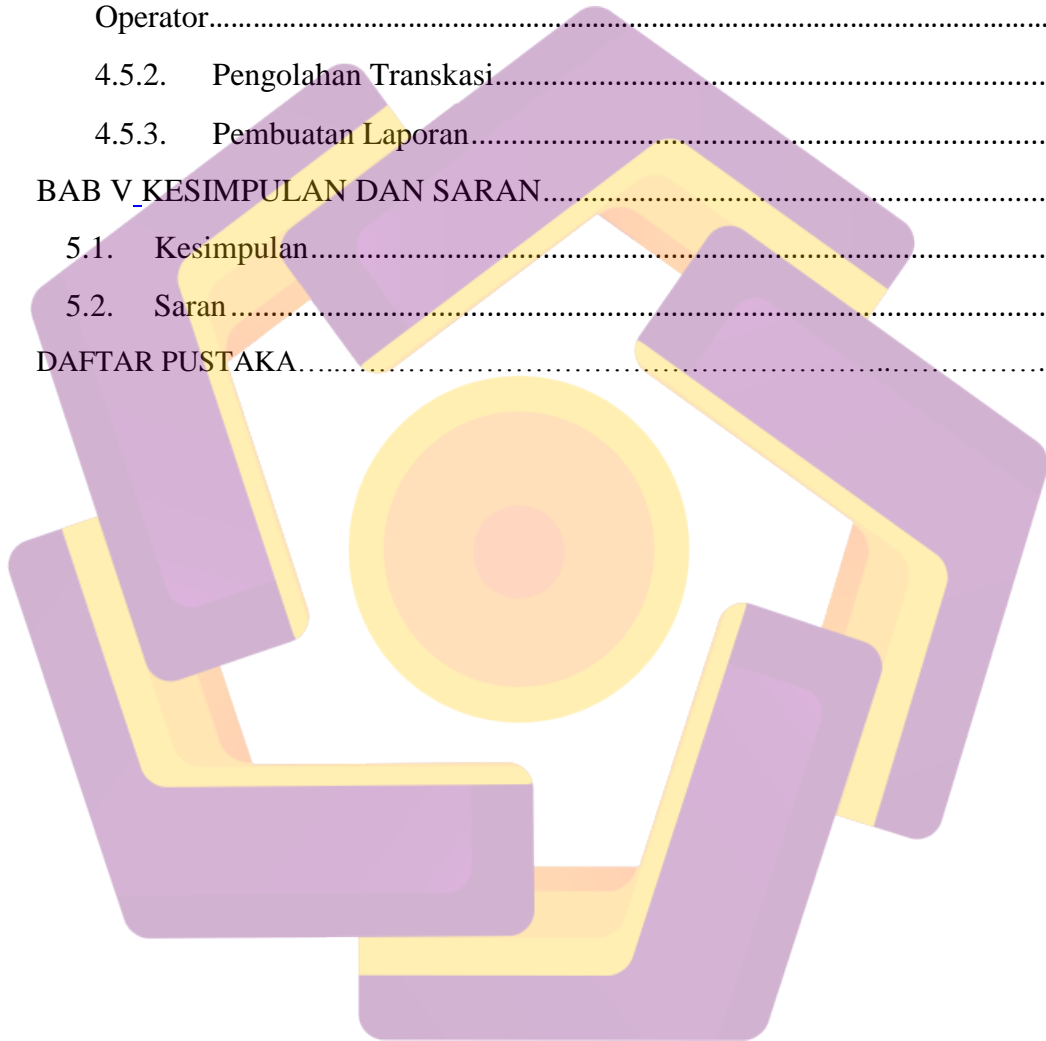 Operator..........................................................................................
4.5.2. Pengolahan Transkasi............................................................
4.5.3. Pembuatan Laporan...............................................................
BAB V KESIMPULAN DAN SARAN.......................................................
5.1. Kesimpulan................................................................................
5.2. Saran.........................................................................................
DAFTAR PUSTAKA…..……………………………………………………..…………….